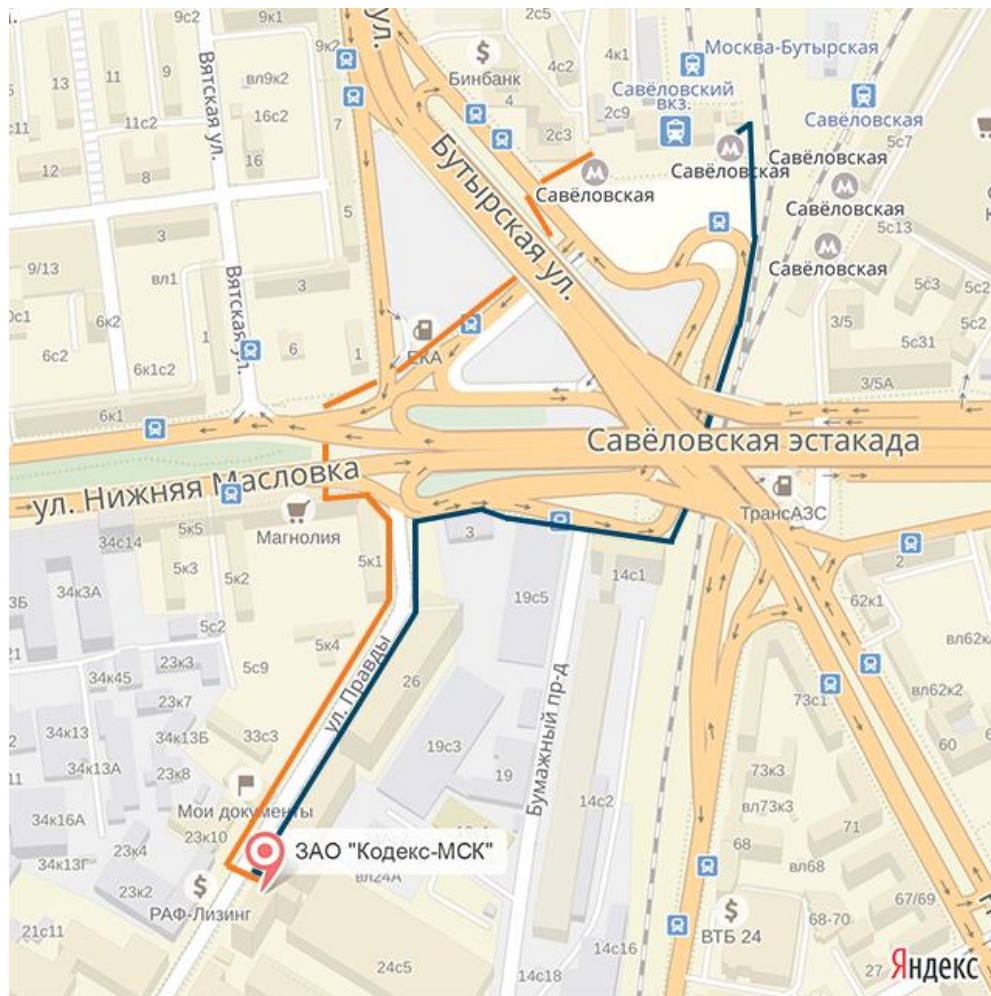 9с2
9к1
9к2
13
11
9
вл9к2
Вятская ул.
11с2
16с2
7
12
8
16
5
3
9/13
вл1
3
6к2
6с2
6к1с2
1
6
1
6к1
Вятская ул.
ул.
$
Бинбанк
4
2с5
4к1
4с2
2с3
2с9
Москва-Бутырская
Савёловский
вкз.
Савёловская
5с7
Савёловская
Савёловская
Савёловская
Савёловская
Савёловская
5с13
5с3
5с2
5с2
3/5
5с31
3/5А
Бутырская ул.
ЕКА
Савёловская эстакада
ул. Нижняя Масловка
ТрансАЗС
Магнолия
34с14
5к5
5к3
5к2
5к1
34к3А
5с2
5к4
5с9
3
19с5
14с1
2
62к1
вл62к2
60
21
34к45
23к3
23к7
34к13
34к13Б
33с3
34к13А
23к8
26
ул. Правды
19с3
19
Бумажный пр-д
14с2
73с1
73к3
вл73к3
71
Мои документы
34к16А
23к10
23к4
34к13Г
23к2
ЗАО "Кодекс-МСК"
вл24А
68
вл68
67/69
$
РАФ-Лизинг
21с11
24с5
14с16
14с18
$
ВТБ 24
68-70
27
Яндекс